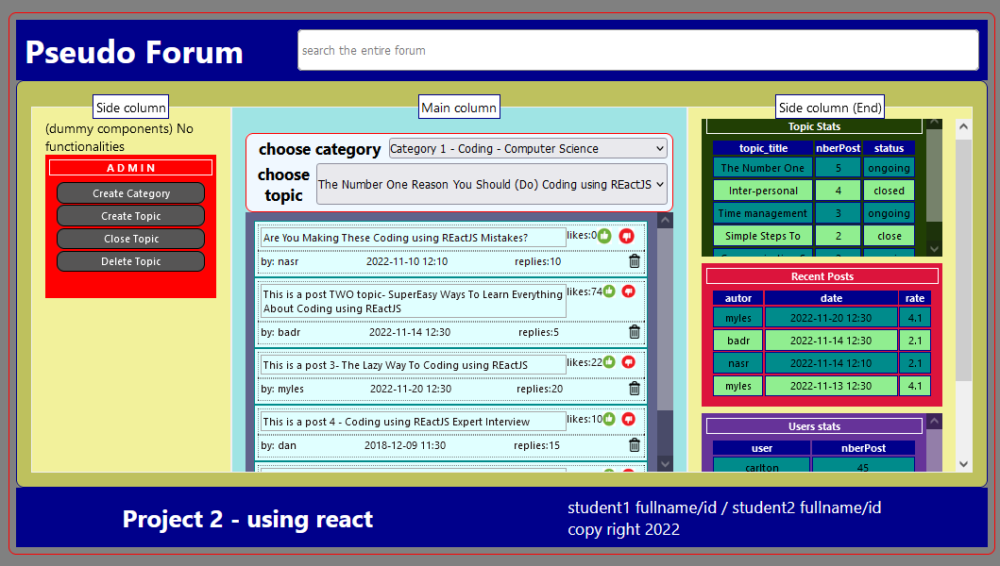 Pseudo Forum
search the entire forum
Side column
(dummy components) No
functionalities
A D M I N
Create Category
Create Topic
Close Topic
Delete Topic
Main column
choose category
Category 1 - Coding - Computer Science
choose
topic
The Number One Reason You Should (Do) Coding using REactJS
Are You Making These Coding using REactJS Mistakes?
likes:0
by: nasr 2022-11-10 12:10 replies:10
This is a post TWO topic- SuperEasy Ways To Learn Everything
About Coding using REactJS
likes:74
by: badr 2022-11-14 12:30 replies:5
This is a post 3- The Lazy Way To Coding using REactJS
likes:22
by: myles 2022-11-20 12:30 replies:20
This is a post 4 - Coding using REactJS Expert Interview
likes:10
by: dan 2018-12-09 11:30 replies:15
Side column (End)
Topic Stats
topic_title nberPost status
The Number One 5 ongoing
Inter-personal 4 closed
Time management 3 ongoing
Simple Steps To 2 close
Recent Posts
autor date rate
myles 2022-11-20 12:30 4.1
badr 2022-11-14 12:30 2.1
nasr 2022-11-14 12:10 2.1
myles 2022-11-13 12:30 4.1
Users stats
user nberPost
carlton 45
Project 2 - using react
student1 fullname/id / student2 fullname/id
copy right 2022